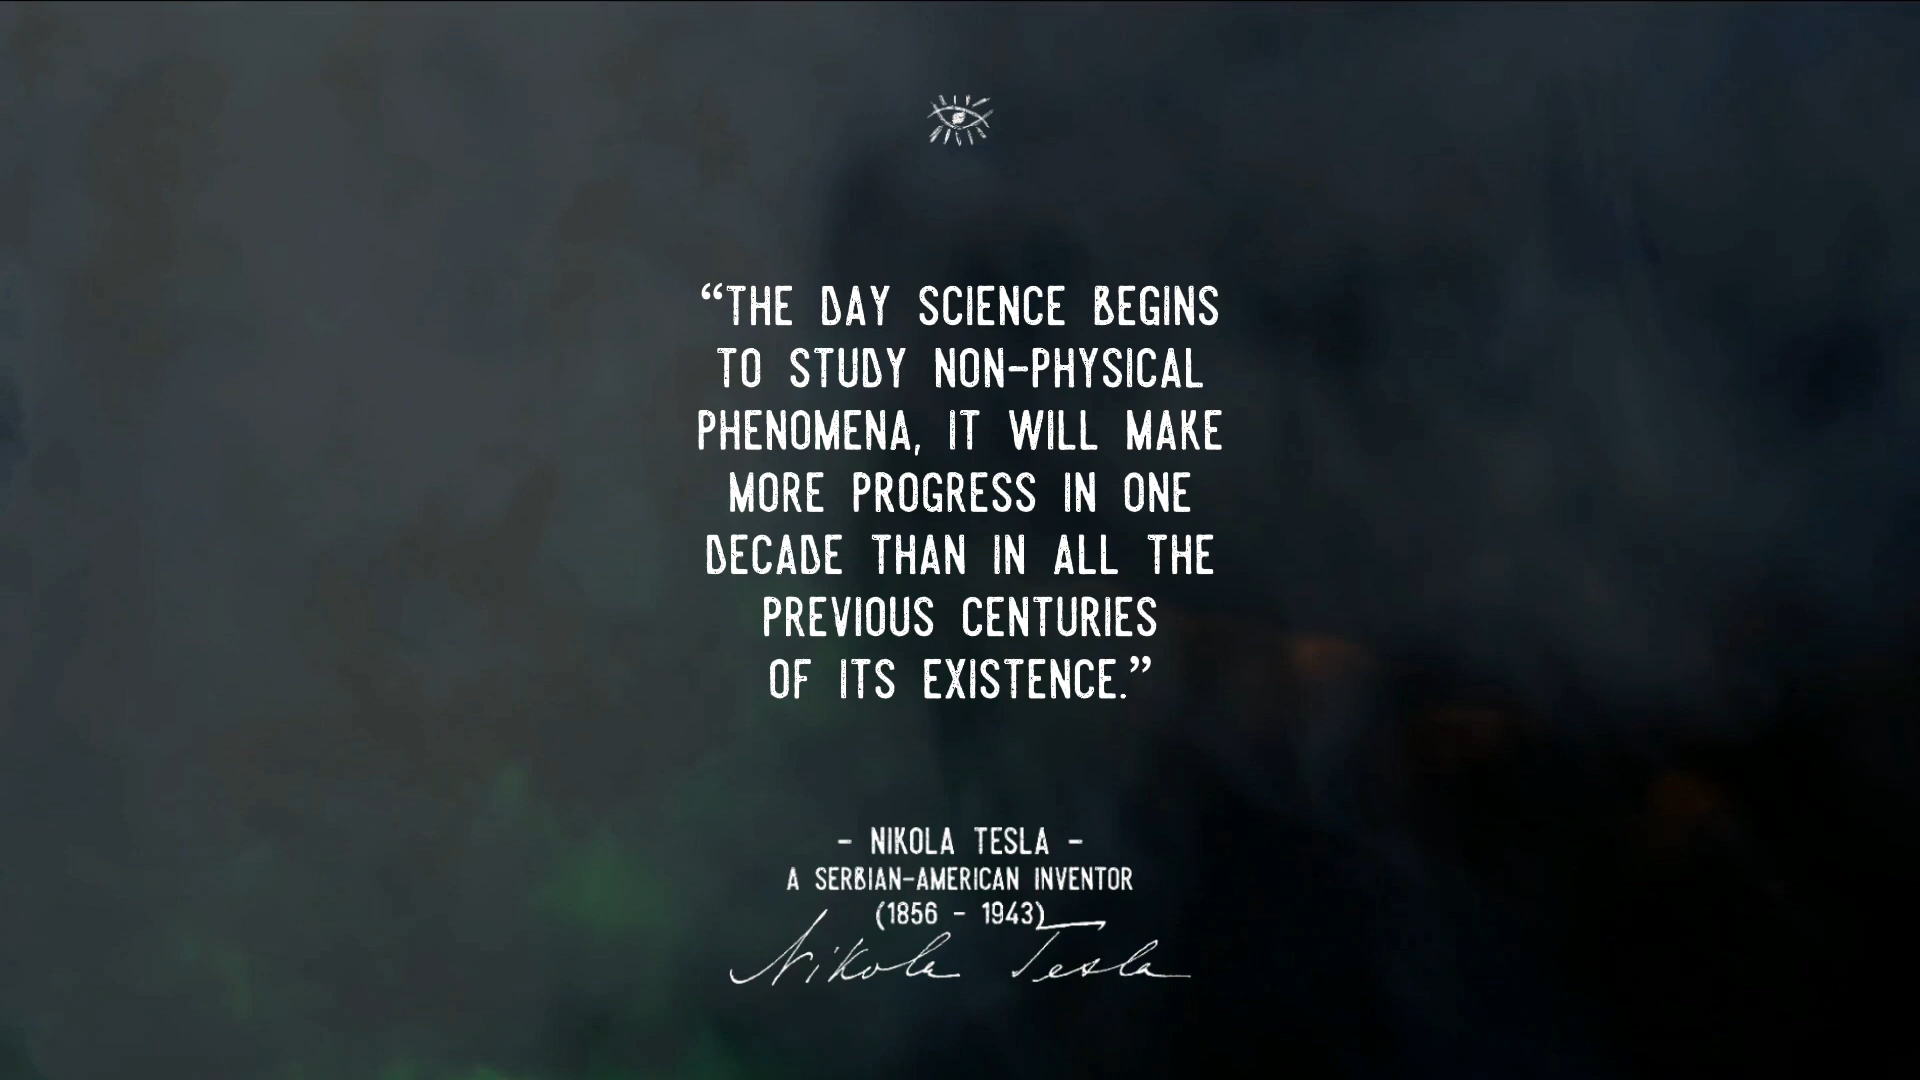 “THE DAY SCIENCE BEGINS
TO STUDY NON-PHYSICAL
PHENOMENA, IT WILL MAKE
MORE PROGRESS IN ONE
DECADE THAN IN ALL THE
PREVIOUS CENTURIES
OF ITS EXISTENCE.”
- NIKOLA TESLA -
A SERBIAN-AMERICAN INVENTOR
(1856 - 1943)
Nikola Tesla